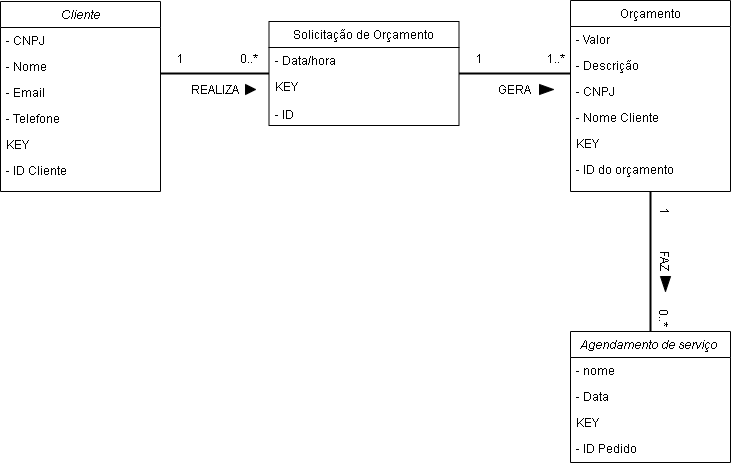 Cliente
- CNPJ
- Nome
- Email
- Telefone
KEY
- ID Cliente
1
0..*
REALIZA
Solicitação de Orçamento
- Data/hora
KEY
- ID
1
1..*
GERA
Orçamento
- Valor
- Descrição
- CNPJ
- Nome Cliente
KEY
- ID do orçamento
1
FAZ
0..*
Agendamento de serviço
- nome
- Data
KEY
- ID Pedido